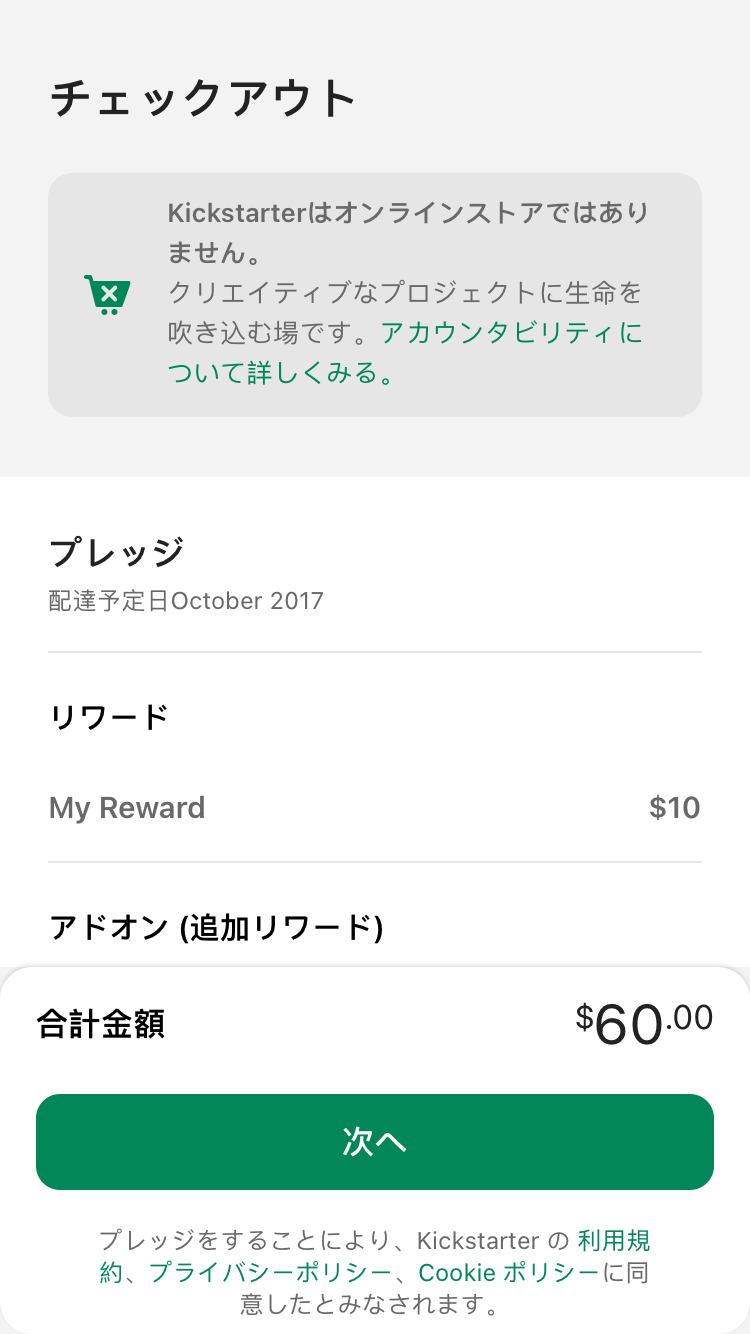 チェックアウト
Kickstarterはオンラインストアではあり
ません。
クリエイティブなプロジェクトに生命を
吹き込む場です。アカウンタビリティに
ついて詳しくみる。
プレッジ
配達予定日October 2017
リワード
My Reward $10
アドオン (追加リワード)
合計金額 $60.00
次へ
プレッジをすることにより、Kickstarter の 利用規
約、プライバシーポリシー、Cookie ポリシーに同
意したとみなされます。